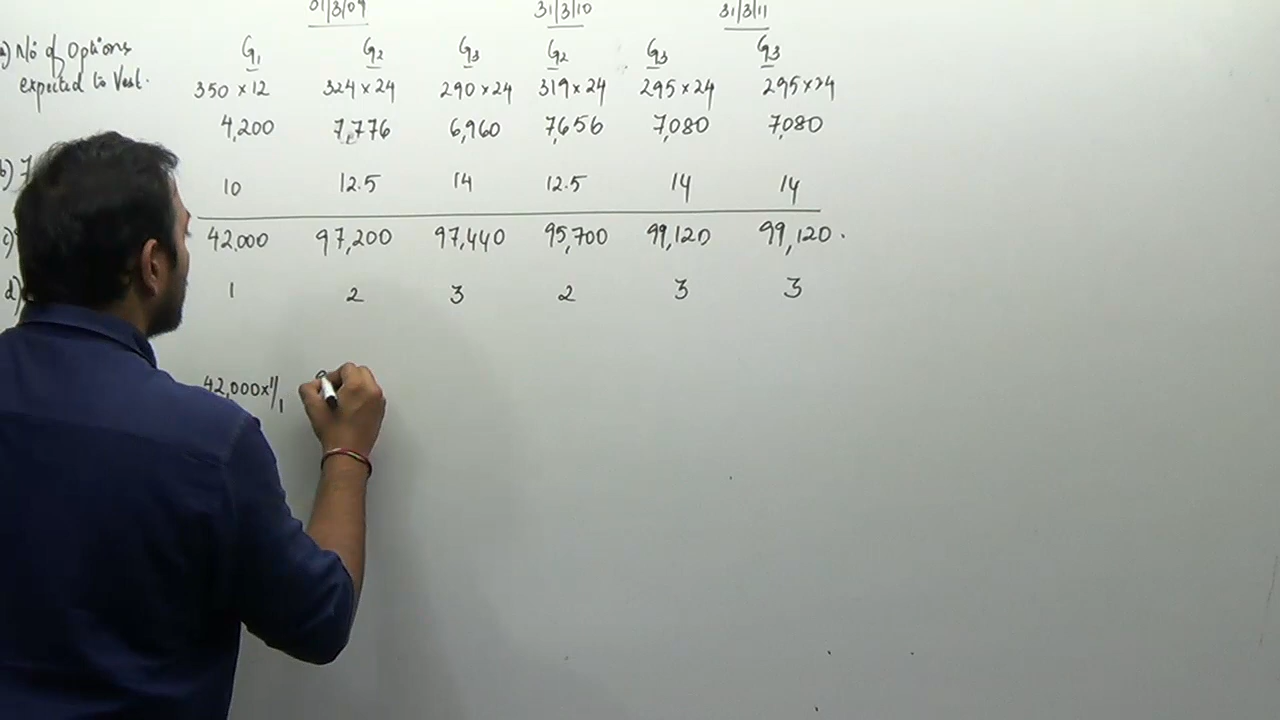 01/3/09 31/3/10 31/3/11
a) No of Options G1 G2 G3 G2 G3 G3
expected to Vest.
350 × 12 324 × 24 290 × 24 319 × 24 295 × 24 295 × 24
4,200 7,776 6,960 7,656 7,080 7,080
b) 10 12.5 14 12.5 14 14
c) 42,000 97,200 97,440 95,700 99,120 99,120.
d) 1 2 3 2 3 3
42,000×1/1 9